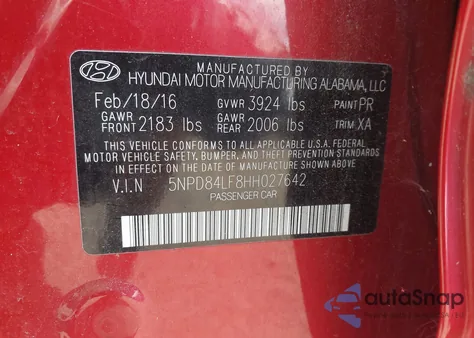 MANUFACTURED BY
HYUNDAI MOTOR MANUFACTURING ALABAMA, LLC
Feb/18/16 GVWR 3924 lbs PAINT PR
GAWR FRONT 2183 lbs GAWR REAR 2006 lbs TRIM XA
THIS VEHICLE CONFORMS TO ALL APPLICABLE U.S.A. FEDERAL
MOTOR VEHICLE SAFETY, BUMPER, AND THEFT PREVENTION
STANDARDS IN EFFECT ON THE DATE OF MANUFACTURE SHOWN ABOVE.
V.I.N 5NPD84LF8HH027642
PASSENGER CAR
autoSnap